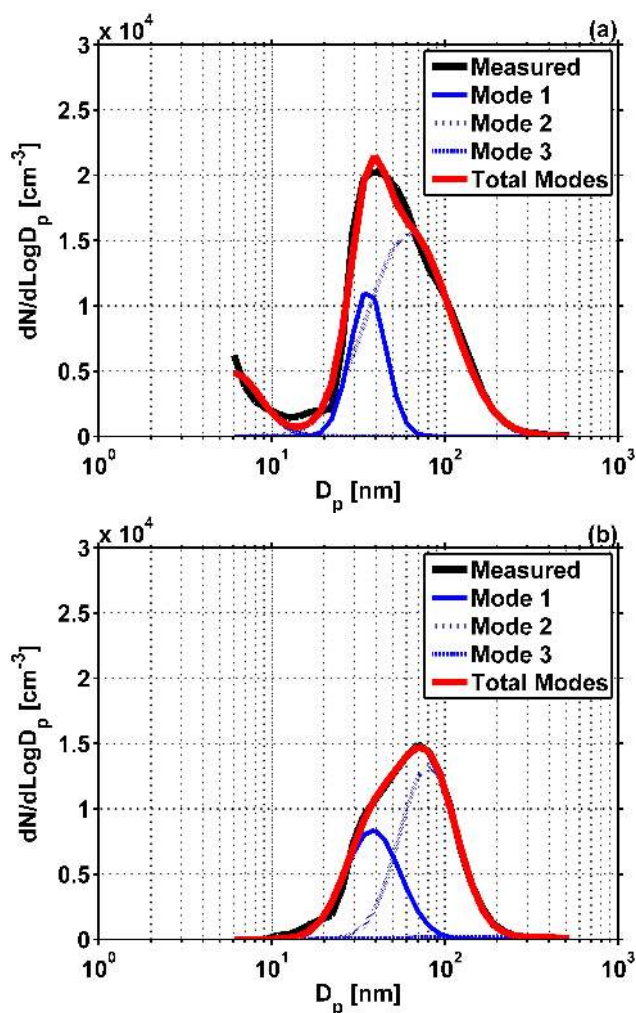 x 10^4
(a)
3
2.5
2
1.5
1
0.5
0
dN/dLogD_p [cm^-3]
Measured
Mode 1
Mode 2
Mode 3
Total Modes
10^0
10^1
10^2
10^3
D_p [nm]
x 10^4
(b)
3
2.5
2
1.5
1
0.5
0
dN/dLogD_p [cm^-3]
Measured
Mode 1
Mode 2
Mode 3
Total Modes
10^0
10^1
10^2
10^3
D_p [nm]